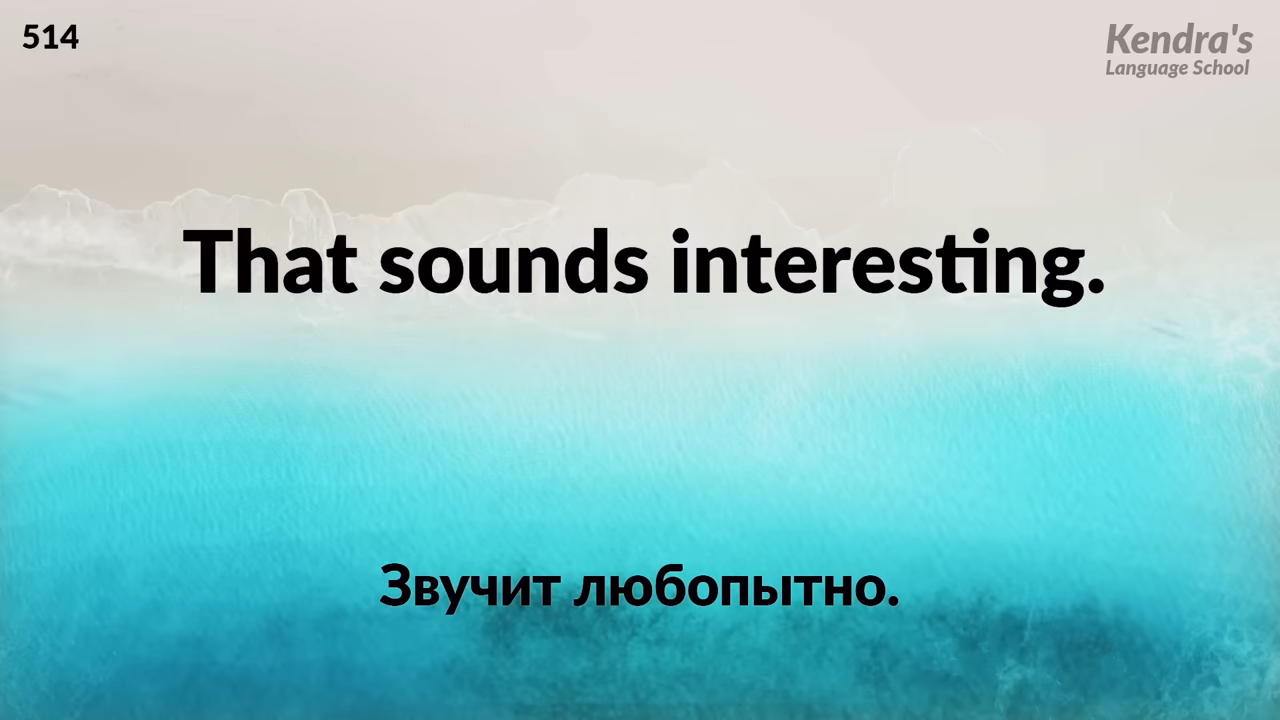 514
Kendra's
Language School
That sounds interesting.
Звучит любопытно.